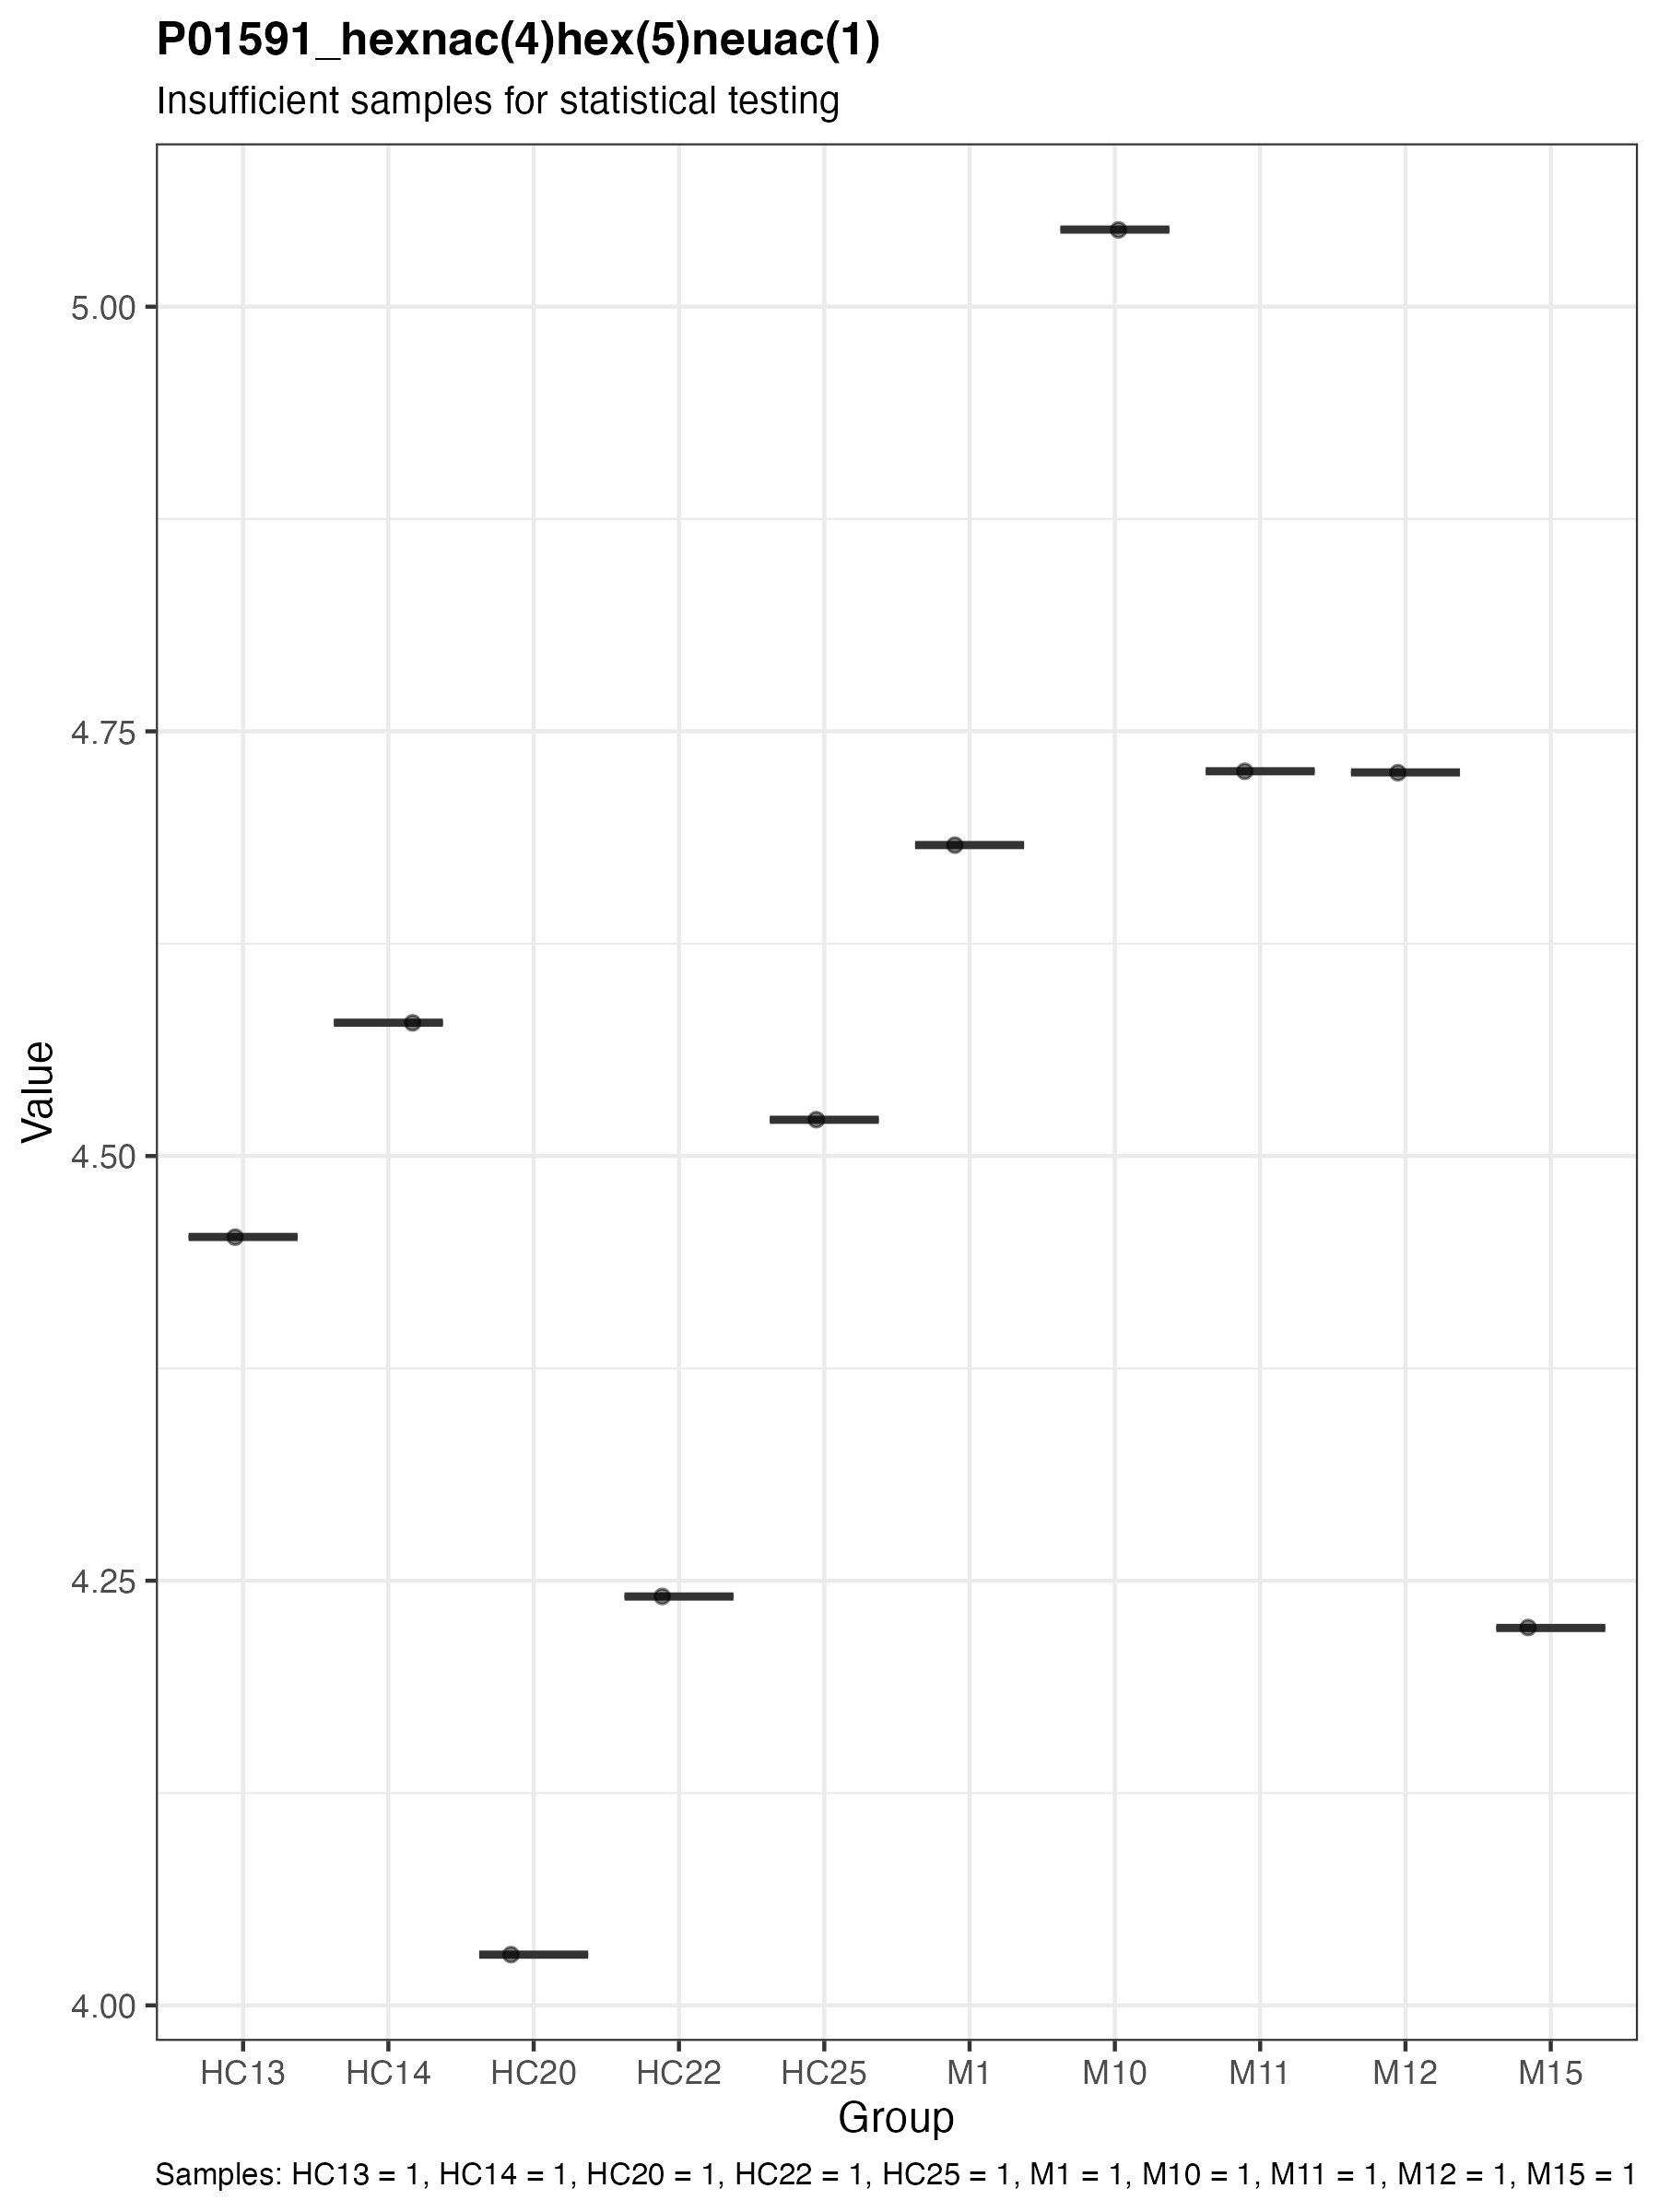 P01591_hexnac(4)hex(5)neuac(1)
Insufficient samples for statistical testing
5.00
4.75
4.50
4.25
4.00
Value
HC13 HC14 HC20 HC22 HC25 M1 M10 M11 M12 M15
Group
Samples: HC13 = 1, HC14 = 1, HC20 = 1, HC22 = 1, HC25 = 1, M1 = 1, M10 = 1, M11 = 1, M12 = 1, M15 = 1